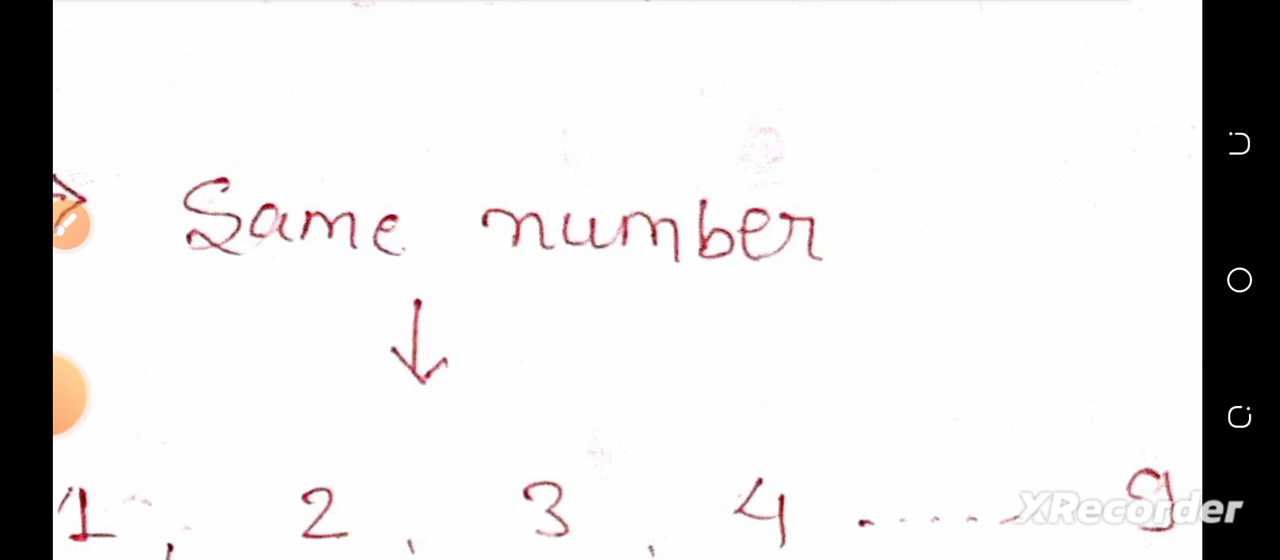 Same number
↓
1, 2, 3, 4 ..... 9
XRecorder